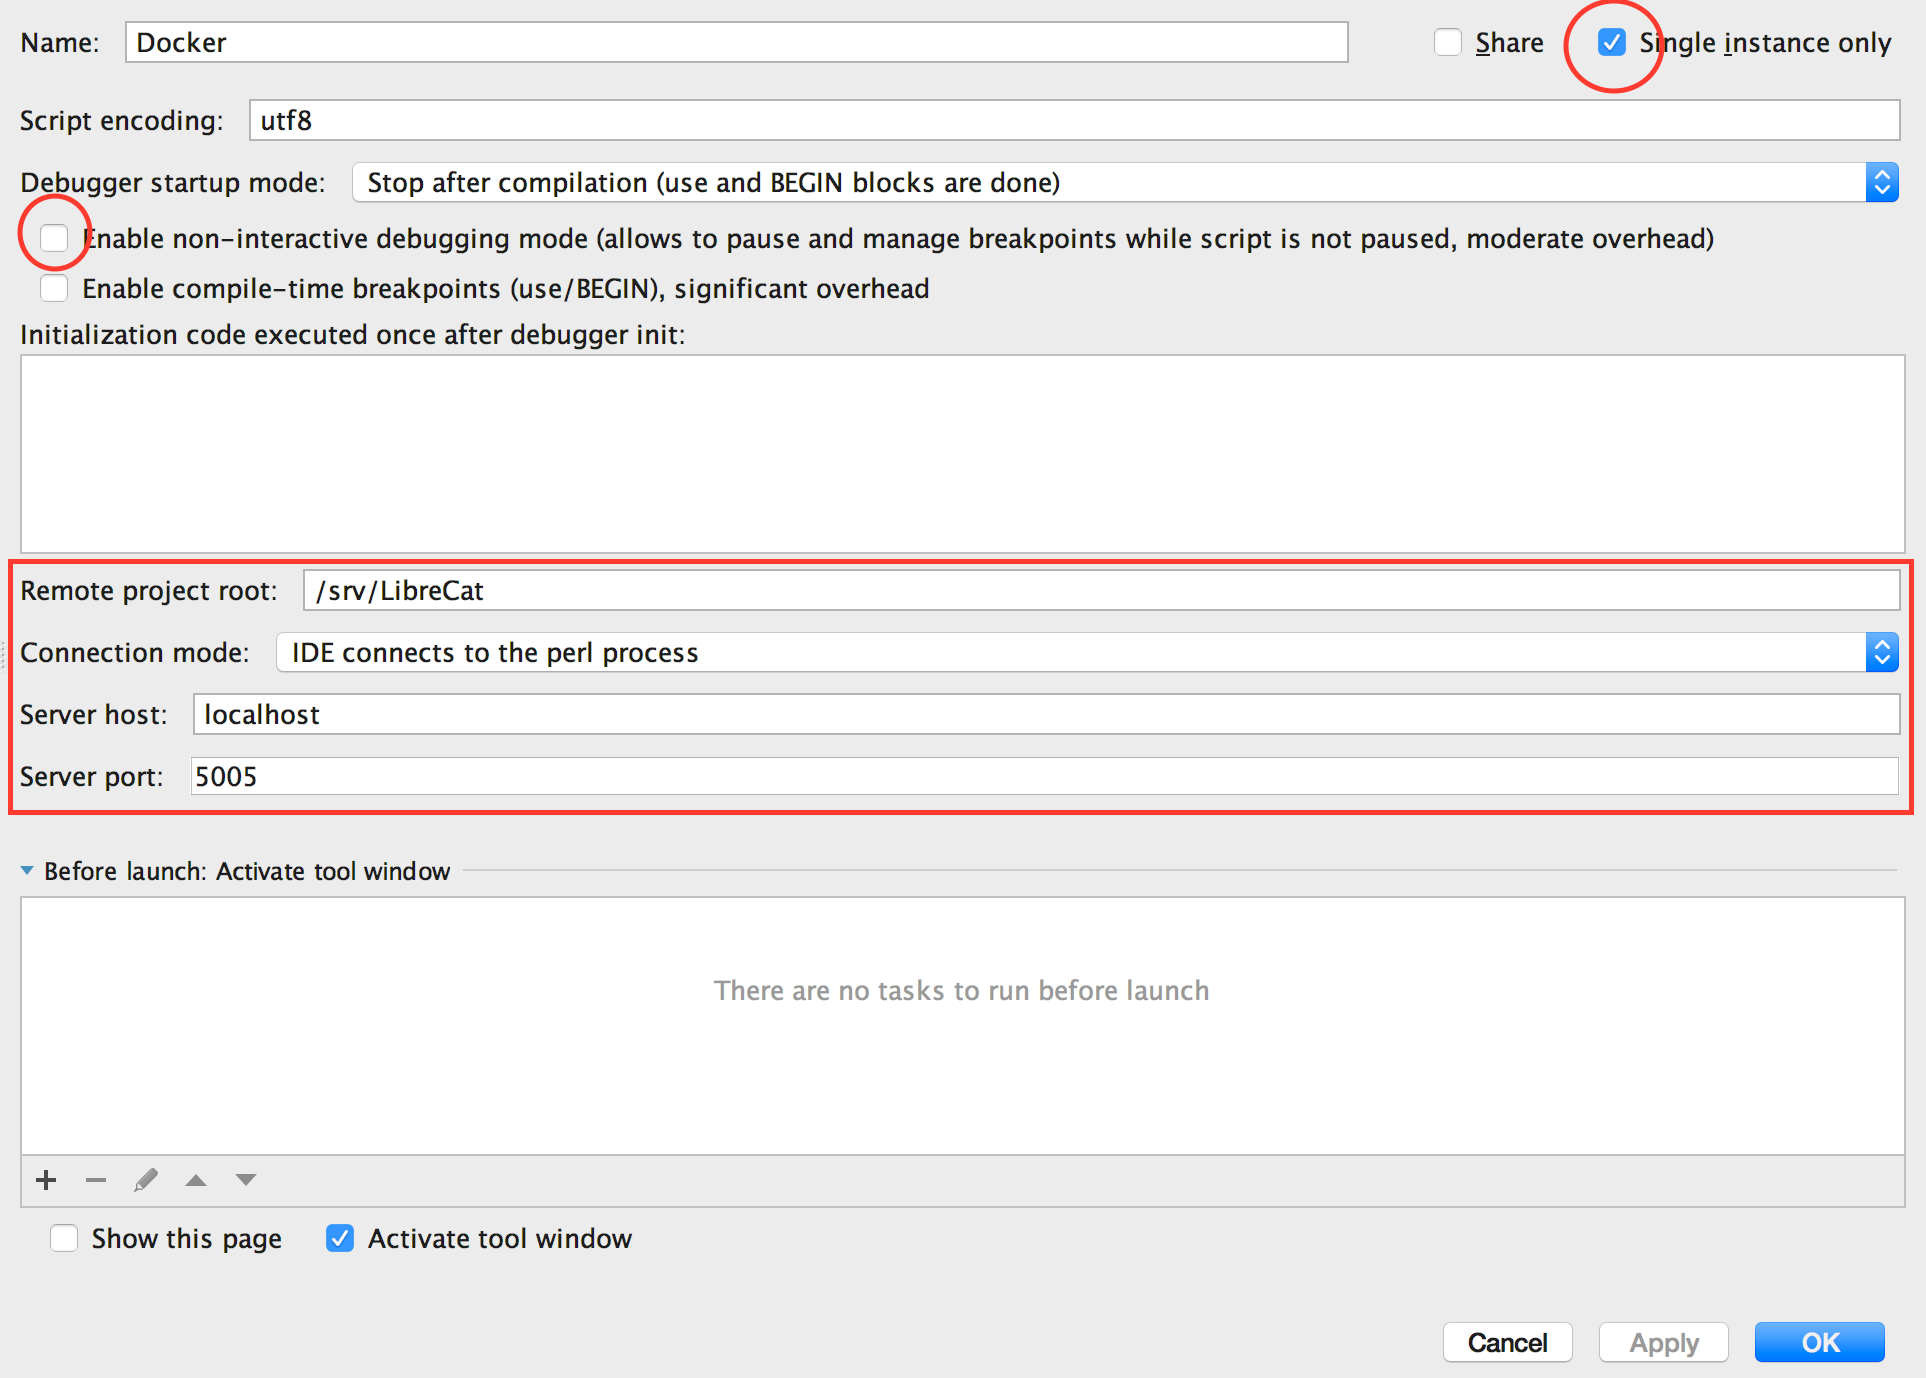 Name: Docker Share Single instance only
Script encoding: utf8
Debugger startup mode: Stop after compilation (use and BEGIN blocks are done)
Enable non-interactive debugging mode (allows to pause and manage breakpoints while script is not paused, moderate overhead)
Enable compile-time breakpoints (use/BEGIN), significant overhead
Initialization code executed once after debugger init:
Remote project root: /srv/LibreCat
Connection mode: IDE connects to the perl process
Server host: localhost
Server port: 5005
Before launch: Activate tool window
There are no tasks to run before launch
Show this page Activate tool window
Cancel Apply OK